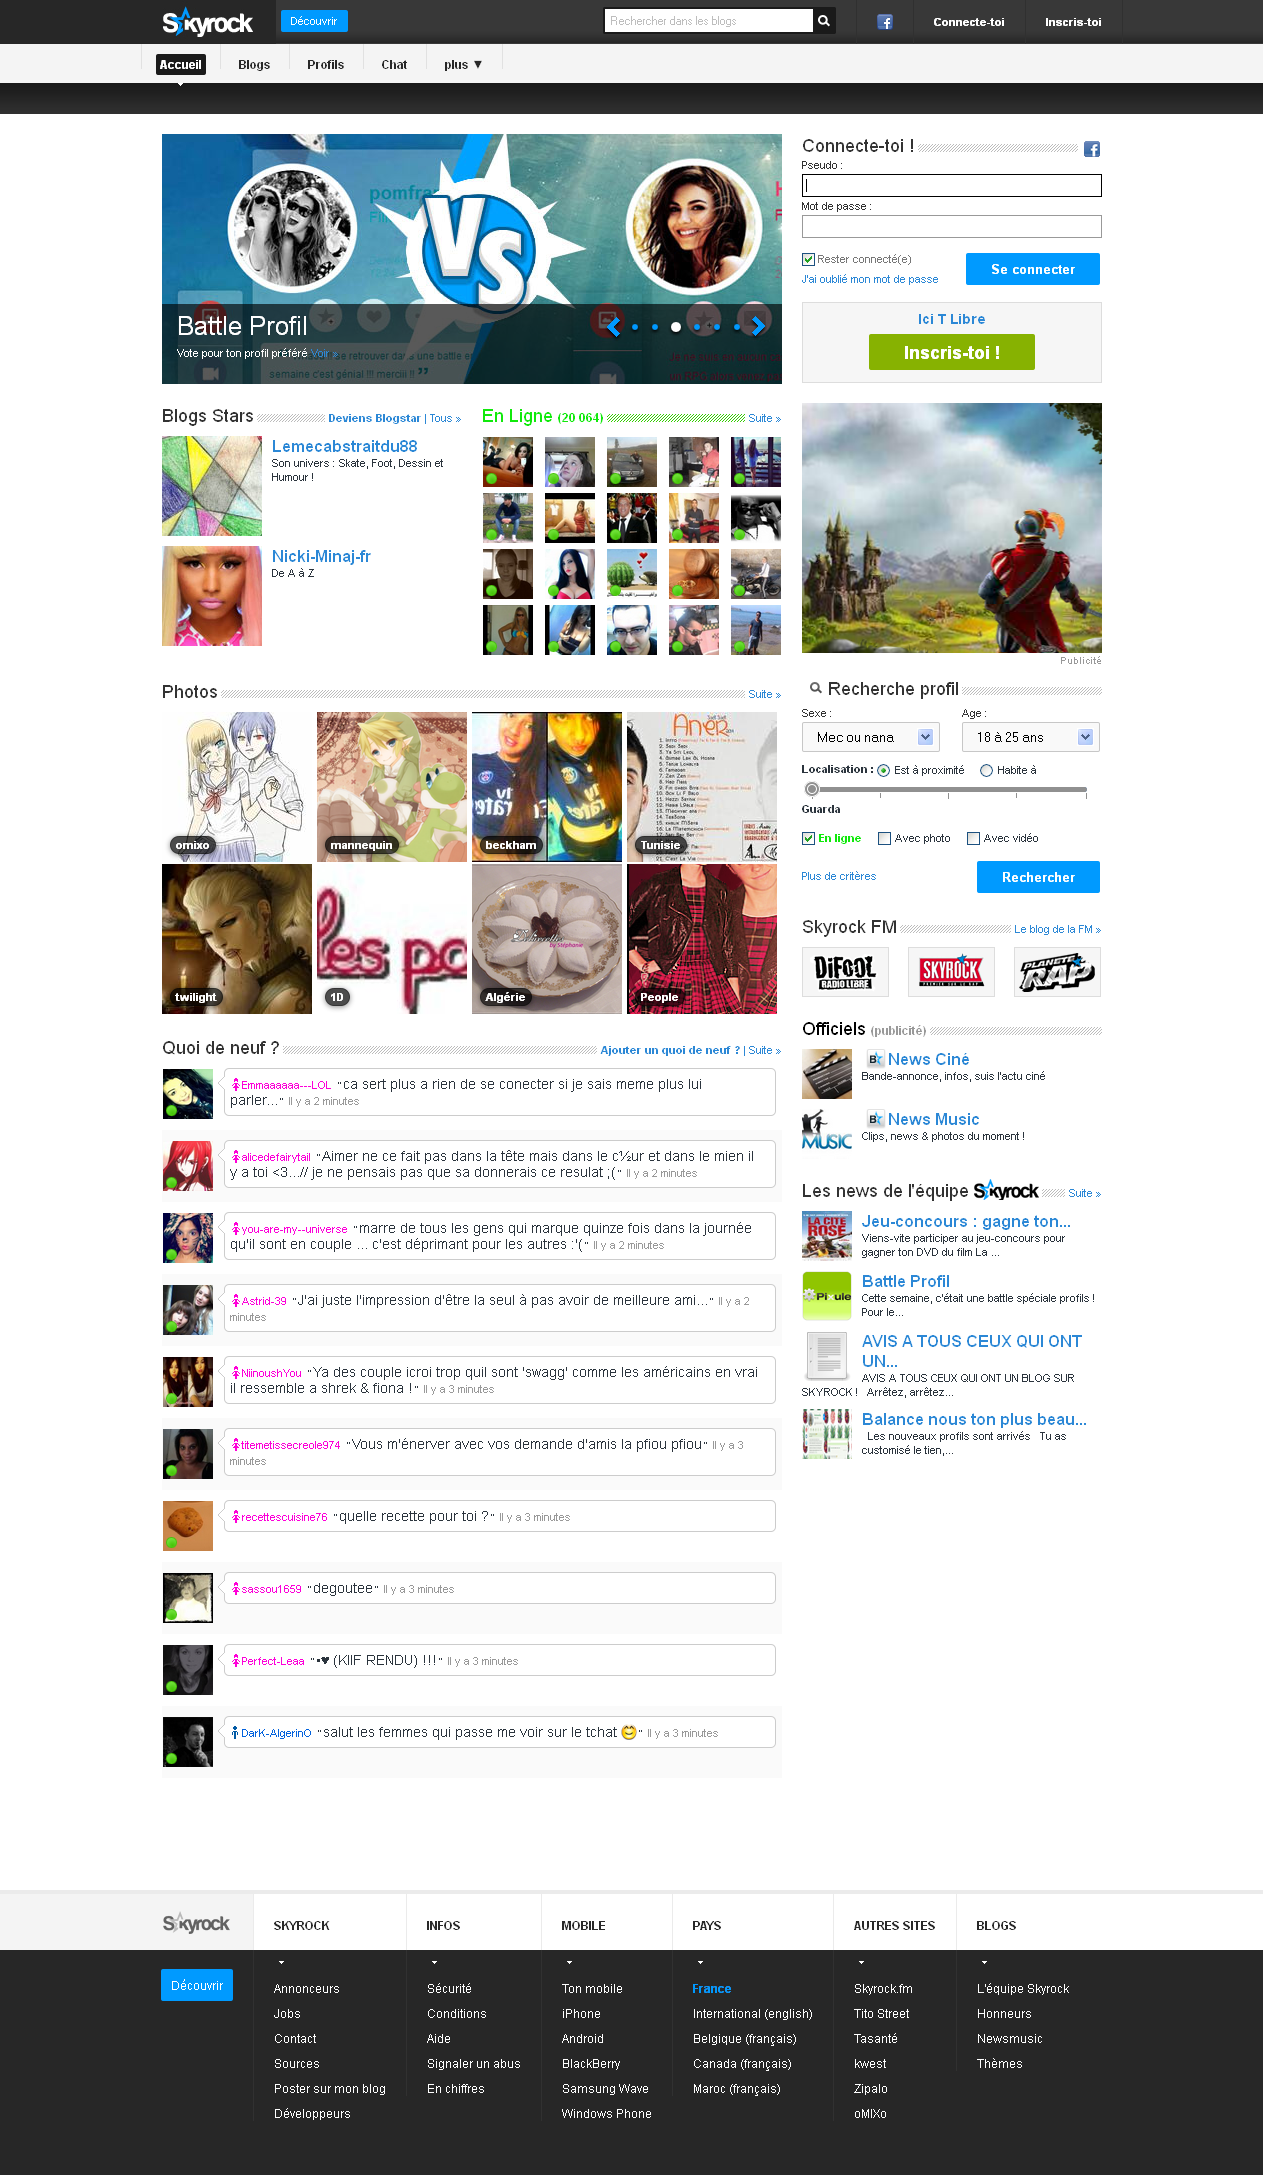 Skyrock
Découvrir
Rechercher dans les blogs
Connecte-toi
Inscris-toi
Accueil
Blogs
Profils
Chat
plus ▼
VS
Battle Profil
Vote pour ton profil préféré Voir »
Connecte-toi !
Pseudo :
Mot de passe :
Rester connecté(e)
J'ai oublié mon mot de passe
Se connecter
Ici T Libre
Inscris-toi !
Blogs Stars
Deviens Blogstar | Tous »
Lemecabstraitdu88
Son univers : Skate, Foot, Dessin et
Humour !
Nicki-Minaj-fr
De A à Z
En Ligne (20 064)
Suite »
Publicité
Photos
Suite »
omixo
mannequin
beckham
Tunisie
twilight
1D
Algérie
People
Recherche profil
Sexe :
Age :
Mec ou nana
18 à 25 ans
Localisation :
Est à proximité
Habite à
Guarda
En ligne
Avec photo
Avec vidéo
Plus de critères
Rechercher
Skyrock FM
Le blog de la FM »
DiFOOL
RADIO LIBRE
SKYROCK
PLANETE
RAP
Officiels (publicité)
News Ciné
Bande-annonce, infos, suis l'actu ciné
News Music
Clips, news & photos du moment !
MUSIC
Les news de l'équipe Skyrock
Suite »
LA CITE
ROSE
Jeu-concours : gagne ton...
Viens-vite participer au jeu-concours pour
gagner ton DVD du film La ...
Battle Profil
Cette semaine, c'était une battle spéciale profils !
Pour le...
AVIS A TOUS CEUX QUI ONT
UN...
AVIS A TOUS CEUX QUI ONT UN BLOG SUR
SKYROCK ! Arrêtez, arrêtez...
Balance nous ton plus beau...
Les nouveaux profils sont arrivés Tu as
customisé le tien,...
Quoi de neuf ?
Ajouter un quoi de neuf ? | Suite »
Emmaaaaaa---LOL "ca sert plus a rien de se conecter si je sais meme plus lui
parler..." Il y a 2 minutes
alicedefairytail "Aimer ne ce fait pas dans la tête mais dans le c½ur et dans le mien il
y a toi <3...// je ne pensais pas que sa donnerais ce resulat ;(" Il y a 2 minutes
you-are-my--universe "marre de tous les gens qui marque quinze fois dans la journée
qu'il sont en couple ... c'est déprimant pour les autres :'(" Il y a 2 minutes
Astrid-39 "J'ai juste l'impression d'être la seul à pas avoir de meilleure ami..." Il y a 2
minutes
NiinoushYou "Ya des couple icroi trop quil sont 'swagg' comme les américains en vrai
il ressemble a shrek & fiona !" Il y a 3 minutes
titemetissecreole974 "Vous m'énerver avec vos demande d'amis la pfiou pfiou" Il y a 3
minutes
recettescuisine76 "quelle recette pour toi ?" Il y a 3 minutes
sassou1659 "degoutee" Il y a 3 minutes
Perfect-Leaa "•♥ (KIIF RENDU) !!!" Il y a 3 minutes
DarK-AlgerinO "salut les femmes qui passe me voir sur le tchat 😊" Il y a 3 minutes
Skyrock
Découvrir
SKYROCK
Annonceurs
Jobs
Contact
Sources
Poster sur mon blog
Développeurs
INFOS
Sécurité
Conditions
Aide
Signaler un abus
En chiffres
MOBILE
Ton mobile
iPhone
Android
BlackBerry
Samsung Wave
Windows Phone
PAYS
France
International (english)
Belgique (français)
Canada (français)
Maroc (français)
AUTRES SITES
Skyrock.fm
Tito Street
Tasanté
kwest
Zipalo
oMIXo
BLOGS
L'équipe Skyrock
Honneurs
Newsmusic
Thèmes